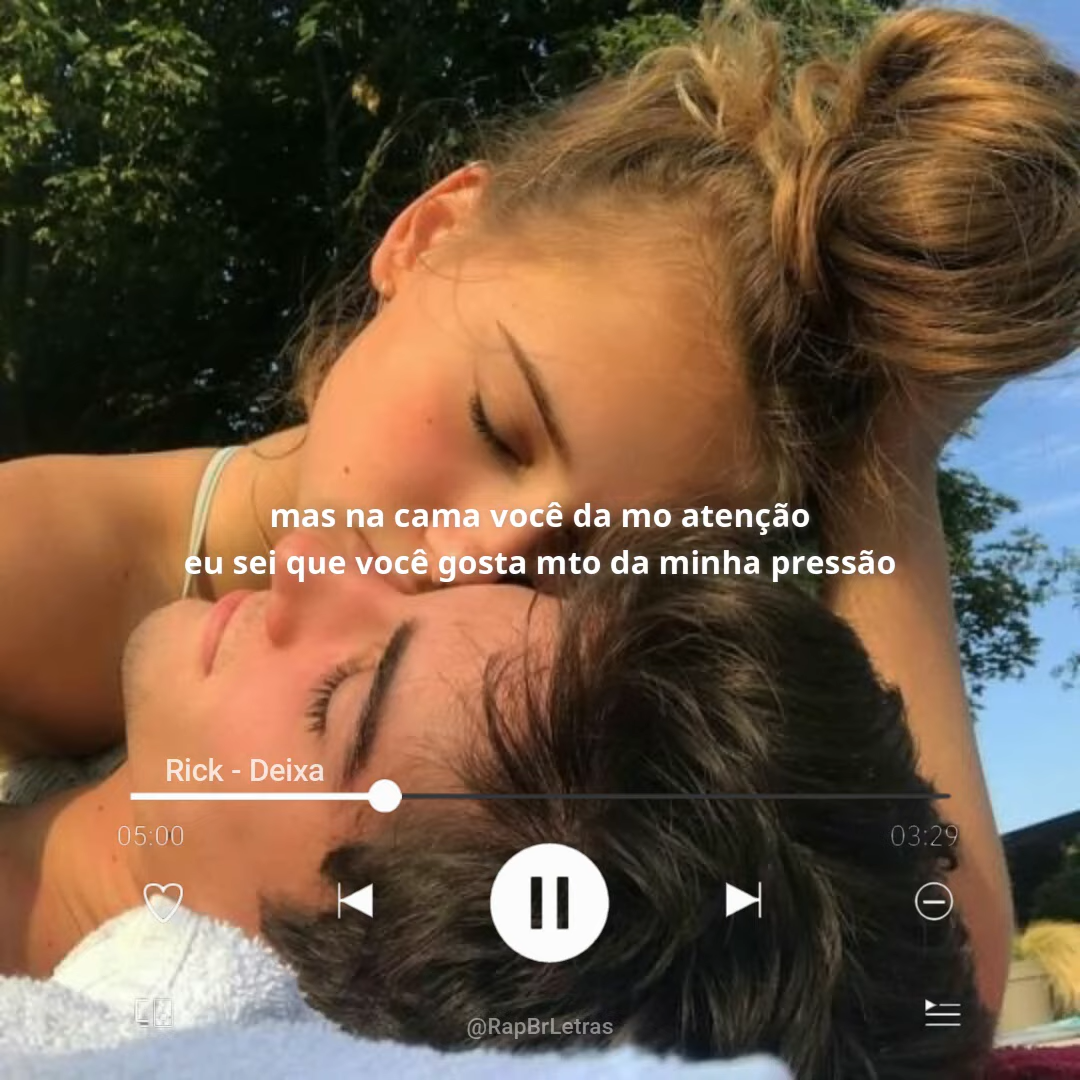 mas na cama você da mo atenção
eu sei que você gosta mto da minha pressão
Rick - Deixa
05:00 03:29
@RapBrLetras